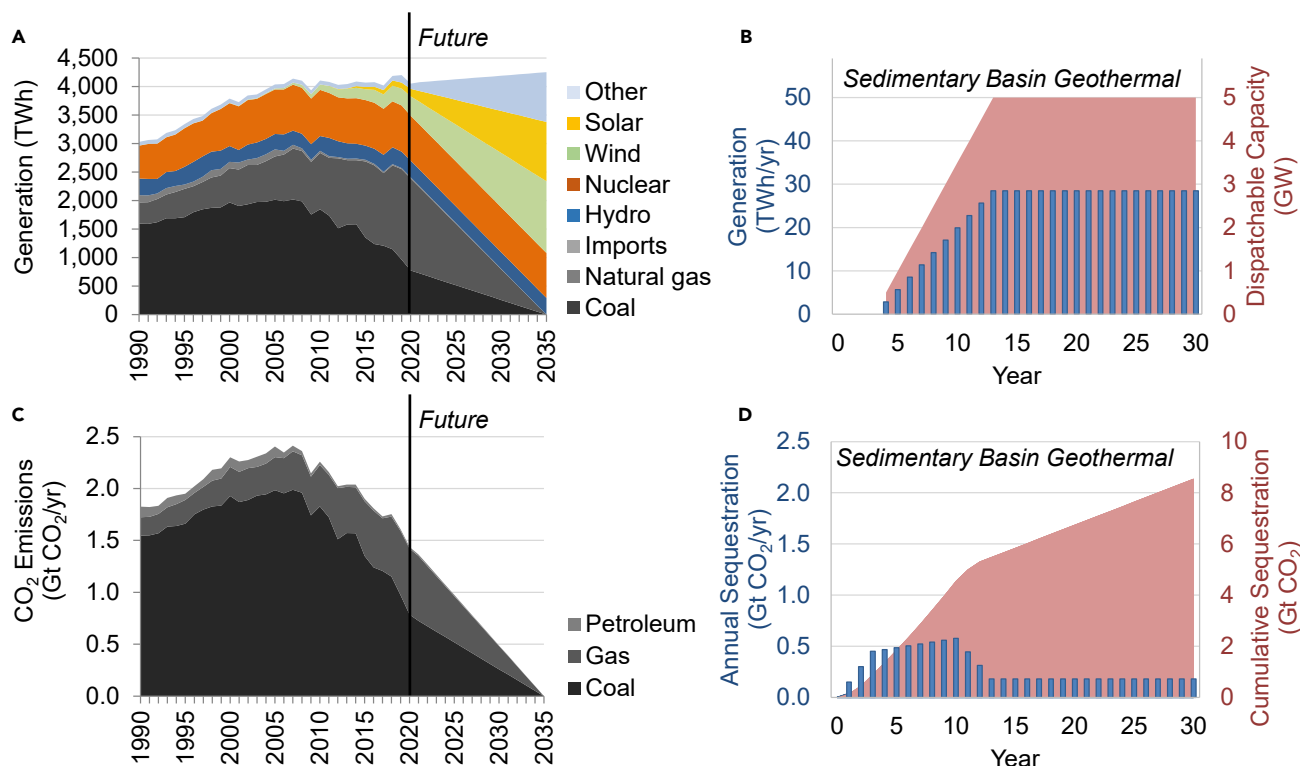 A
Future
Generation (TWh)
4,500
4,000
3,500
3,000
2,500
2,000
1,500
1,000
500
0
1990
1995
2000
2005
2010
2015
2020
2025
2030
2035
Other
Solar
Wind
Nuclear
Hydro
Imports
Natural gas
Coal
B
Sedimentary Basin Geothermal
Generation
(TWh/yr)
50
40
30
20
10
0
5
4
3
2
1
0
Dispatchable Capacity
(GW)
0
5
10
15
20
25
30
Year
C
Future
CO₂ Emissions
(Gt CO₂/yr)
2.5
2.0
1.5
1.0
0.5
0.0
1990
1995
2000
2005
2010
2015
2020
2025
2030
2035
Petroleum
Gas
Coal
D
Sedimentary Basin Geothermal
Annual Sequestration
(Gt CO₂/yr)
2.5
2.0
1.5
1.0
0.5
0.0
10
8
6
4
2
0
Cumulative Sequestration
(Gt CO₂)
0
5
10
15
20
25
30
Year